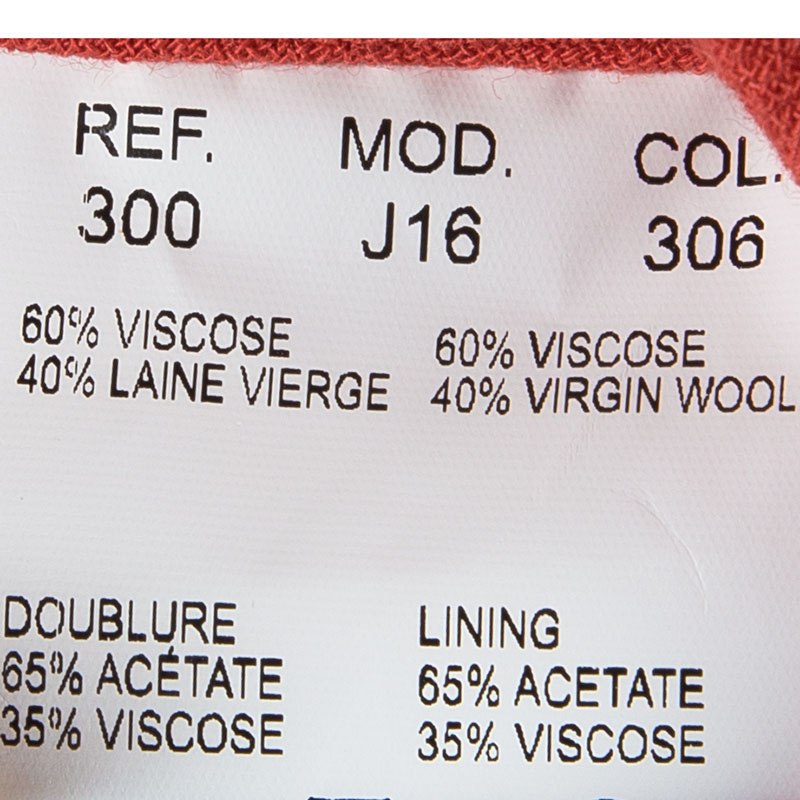 REF. MOD. COL.
300 J16 306
60% VISCOSE
40% LAINE VIERGE
60% VISCOSE
40% VIRGIN WOOL
DOUBLURE
65% ACÉTATE
35% VISCOSE
LINING
65% ACETATE
35% VISCOSE